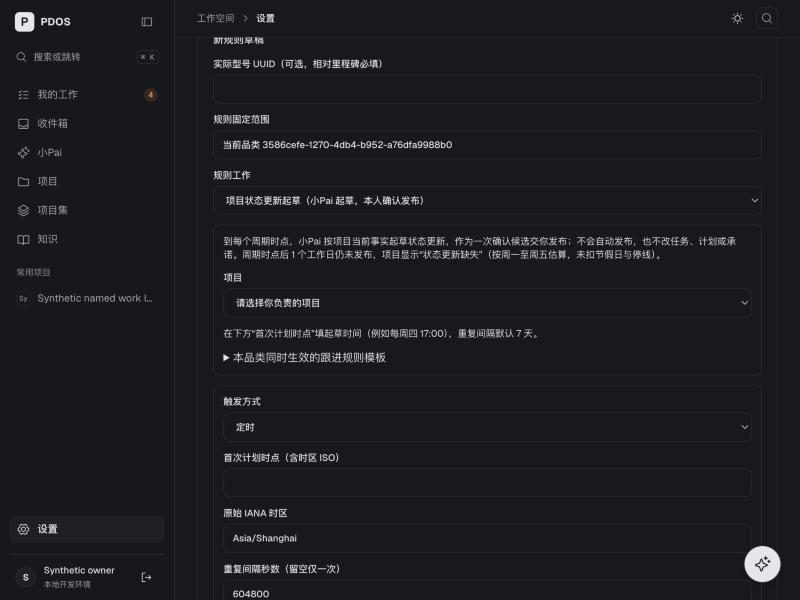 P PDOS
工作空间 > 设置
搜索或跳转 ⌘ K
我的工作 4
收件箱
小Pai
项目
项目集
知识
常用项目
Sy Synthetic named work l...
设置
S Synthetic owner
本地开发环境
新规则草稿
实际型号 UUID（可选，相对里程碑必填）
规则固定范围
当前品类 3586cefe-1270-4db4-b952-a76dfa9988b0
规则工作
项目状态更新起草（小Pai 起草，本人确认发布）
到每个周期时点，小Pai 按项目当前事实起草状态更新，作为一次确认候选交你发布；不会自动发布，也不改任务、计划或承
诺。周期时点后 1 个工作日仍未发布，项目显示“状态更新缺失”（按周一至周五估算，未扣节假日与停线）。
项目
请选择你负责的项目
在下方“首次计划时点”填起草时间（例如每周四 17:00），重复间隔默认 7 天。
▶ 本品类同时生效的跟进规则模板
触发方式
定时
首次计划时点（含时区 ISO）
原始 IANA 时区
Asia/Shanghai
重复间隔秒数（留空仅一次）
604800